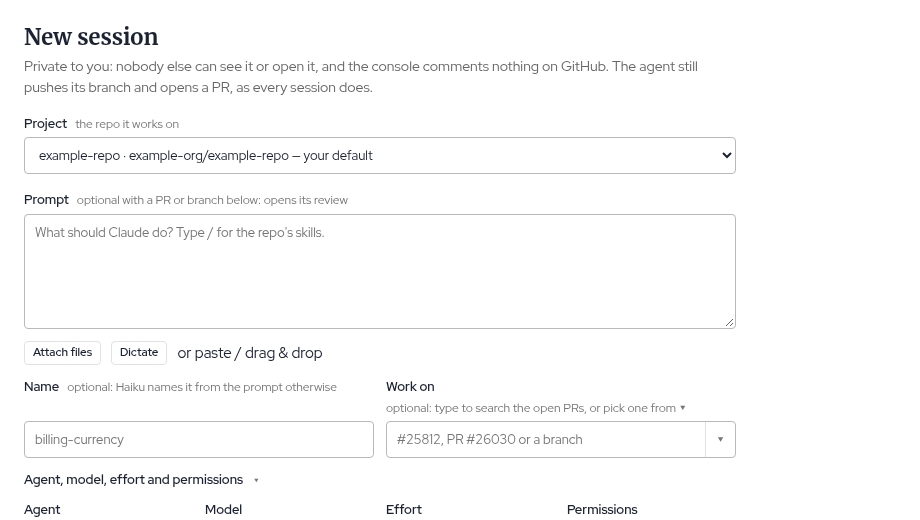 New session
Private to you: nobody else can see it or open it, and the console comments nothing on GitHub. The agent still
pushes its branch and opens a PR, as every session does.
Project the repo it works on
example-repo · example-org/example-repo — your default
Prompt optional with a PR or branch below: opens its review
What should Claude do? Type / for the repo's skills.
Attach files Dictate or paste / drag & drop
Name optional: Haiku names it from the prompt otherwise
Work on
optional: type to search the open PRs, or pick one from ▾
billing-currency
#25812, PR #26030 or a branch ▾
Agent, model, effort and permissions ▾
Agent Model Effort Permissions